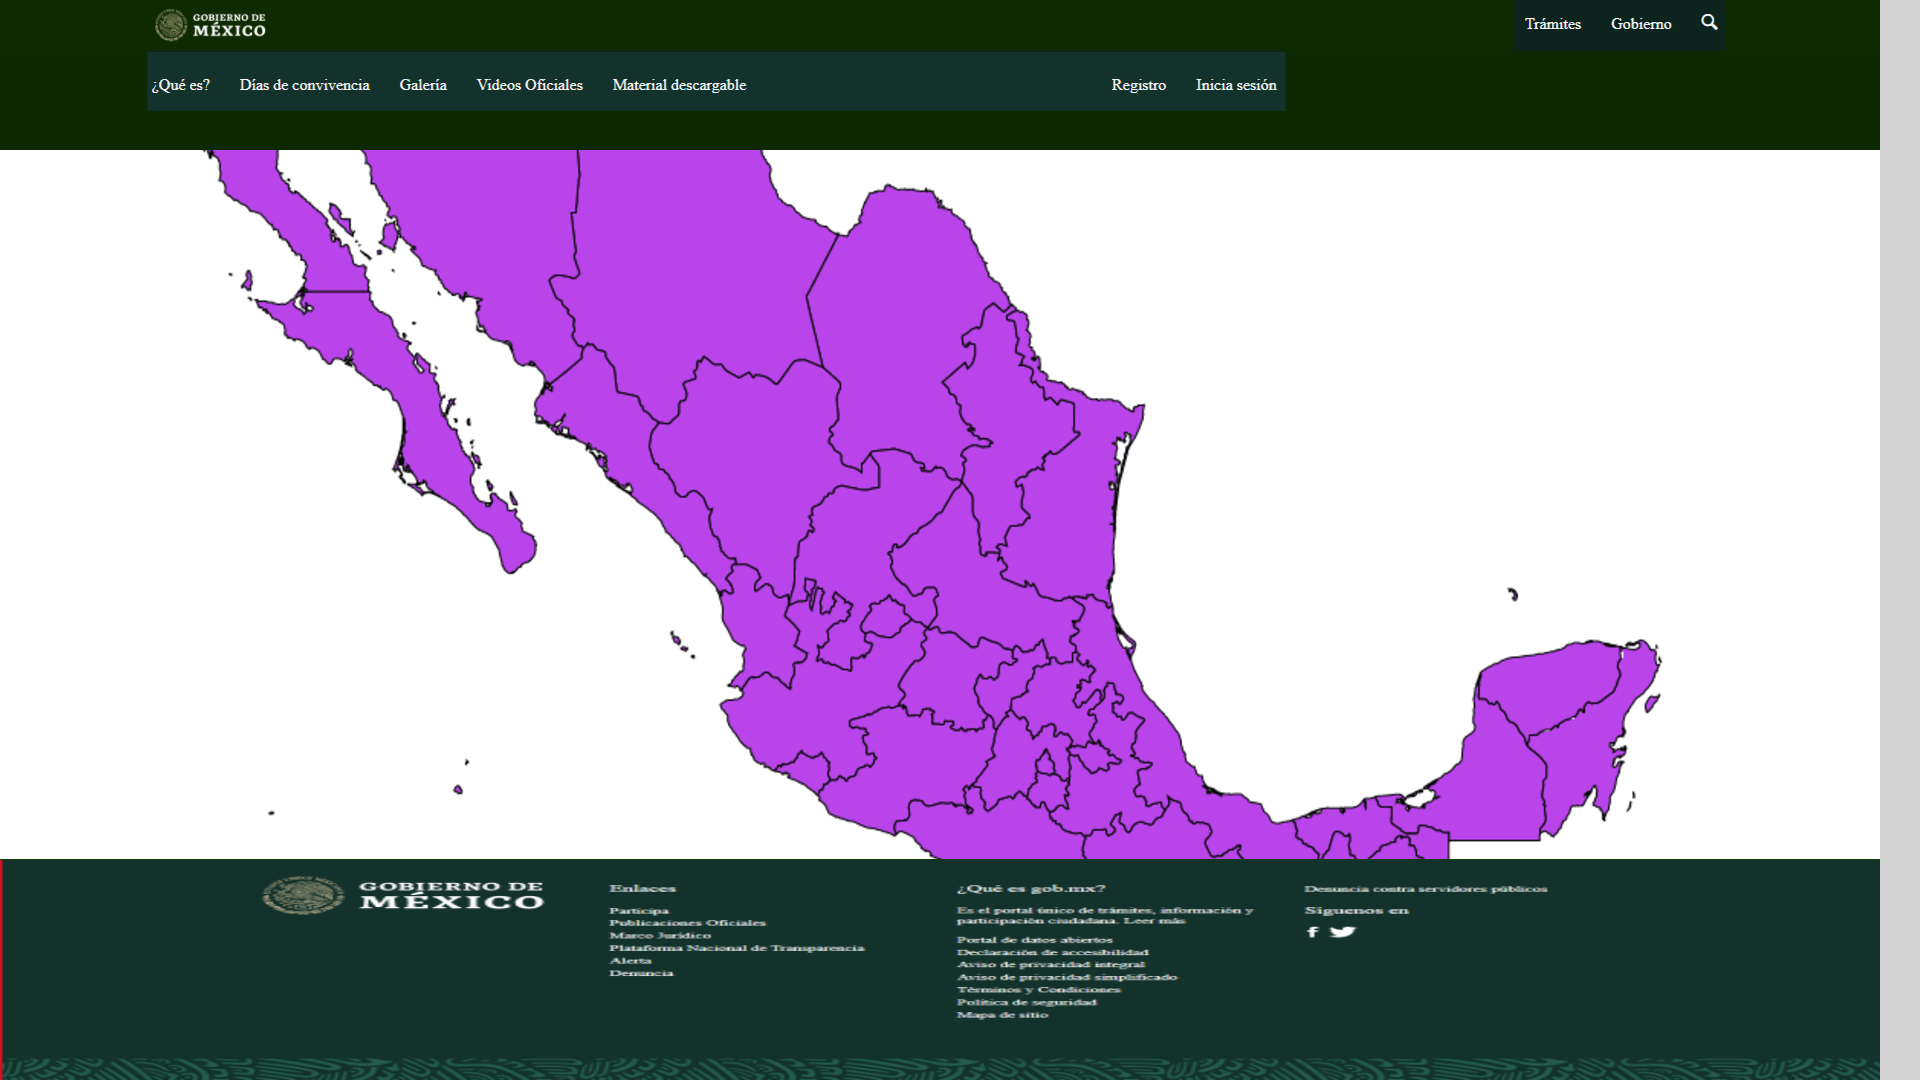 GOBIERNO DE
MÉXICO
Trámites
Gobierno
¿Qué es?
Días de convivencia
Galería
Videos Oficiales
Material descargable
Registro
Inicia sesión
GOBIERNO DE
MÉXICO
Enlaces
Participa
Publicaciones Oficiales
Marco Jurídico
Plataforma Nacional de Transparencia
Alerta
Denuncia
¿Qué es gob.mx?
Es el portal único de trámites, información y
participación ciudadana. Leer más
Portal de datos abiertos
Declaración de accesibilidad
Aviso de privacidad integral
Aviso de privacidad simplificado
Términos y Condiciones
Política de seguridad
Mapa de sitio
Denuncia contra servidores públicos
Síguenos en